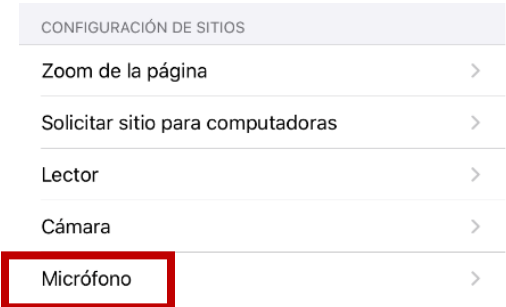 CONFIGURACIÓN DE SITIOS
Zoom de la página
Solicitar sitio para computadoras
Lector
Cámara
Micrófono